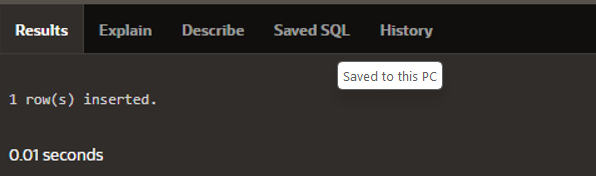 Results Explain Describe Saved SQL History
Saved to this PC
1 row(s) inserted.
0.01 seconds